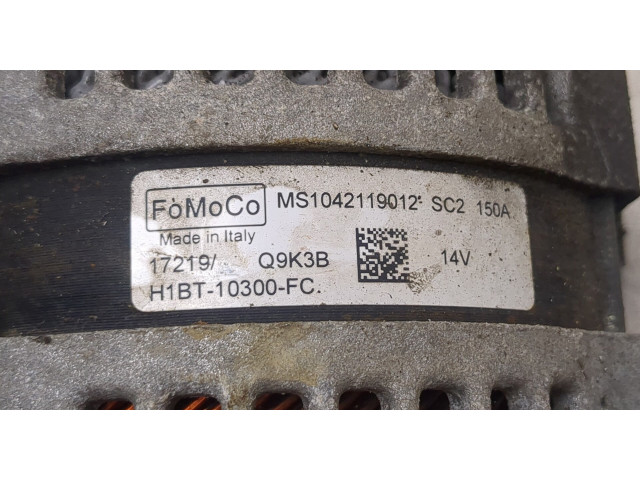 FoMoCo MS1042119012* SC2 150A
Made in Italy
17219/ Q9K3B 14V
H1BT-10300-FC.